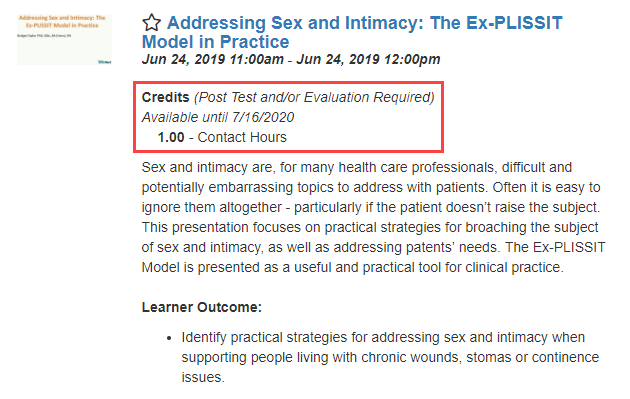 Addressing Sex and Intimacy: The
Ex-PLISSIT Model in Practice
Addressing Sex and Intimacy: The Ex-PLISSIT
Model in Practice
Jun 24, 2019 11:00am - Jun 24, 2019 12:00pm
Credits (Post Test and/or Evaluation Required)
Available until 7/16/2020
1.00 - Contact Hours
Sex and intimacy are, for many health care professionals, difficult and
potentially embarrassing topics to address with patients. Often it is easy to
ignore them altogether - particularly if the patient doesn’t raise the subject.
This presentation focuses on practical strategies for broaching the subject
of sex and intimacy, as well as addressing patents’ needs. The Ex-PLISSIT
Model is presented as a useful and practical tool for clinical practice.
Learner Outcome:
• Identify practical strategies for addressing sex and intimacy when
supporting people living with chronic wounds, stomas or continence
issues.